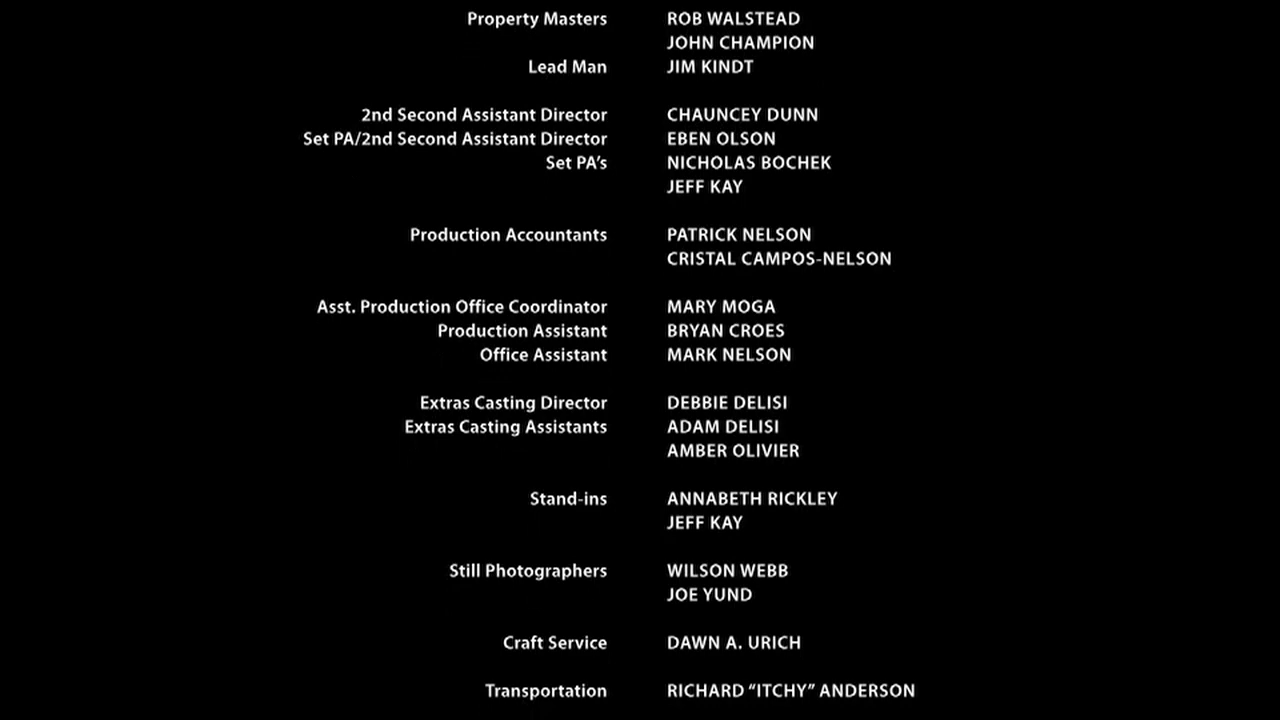 Property Masters ROB WALSTEAD
JOHN CHAMPION
Lead Man JIM KINDT
2nd Second Assistant Director CHAUNCEY DUNN
Set PA/2nd Second Assistant Director EBEN OLSON
Set PA’s NICHOLAS BOCHEK
JEFF KAY
Production Accountants PATRICK NELSON
CRISTAL CAMPOS-NELSON
Asst. Production Office Coordinator MARY MOGA
Production Assistant BRYAN CROES
Office Assistant MARK NELSON
Extras Casting Director DEBBIE DELISI
Extras Casting Assistants ADAM DELISI
AMBER OLIVIER
Stand-ins ANNABETH RICKLEY
JEFF KAY
Still Photographers WILSON WEBB
JOE YUND
Craft Service DAWN A. URICH
Transportation RICHARD “ITCHY” ANDERSON